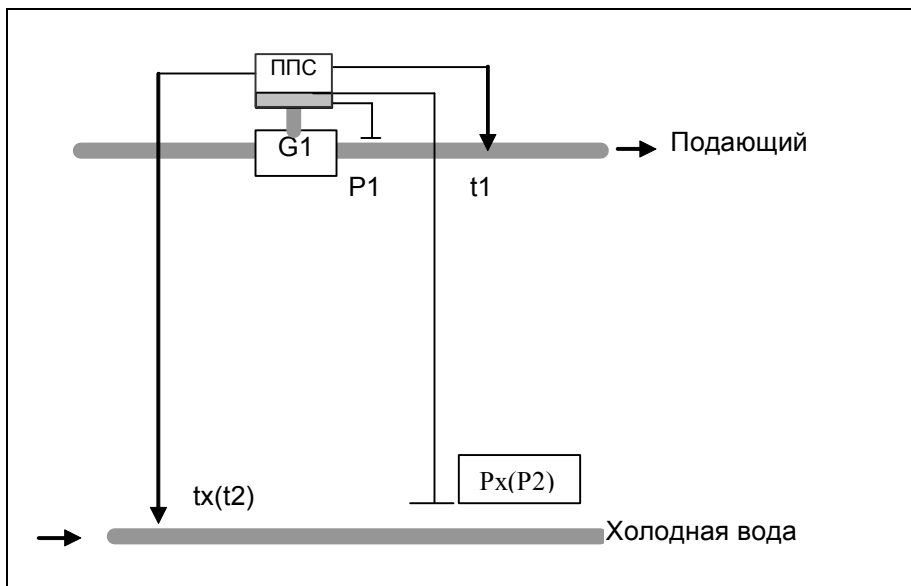 ППС
G1
Подающий
P1
t1
Px(P2)
tx(t2)
Холодная вода